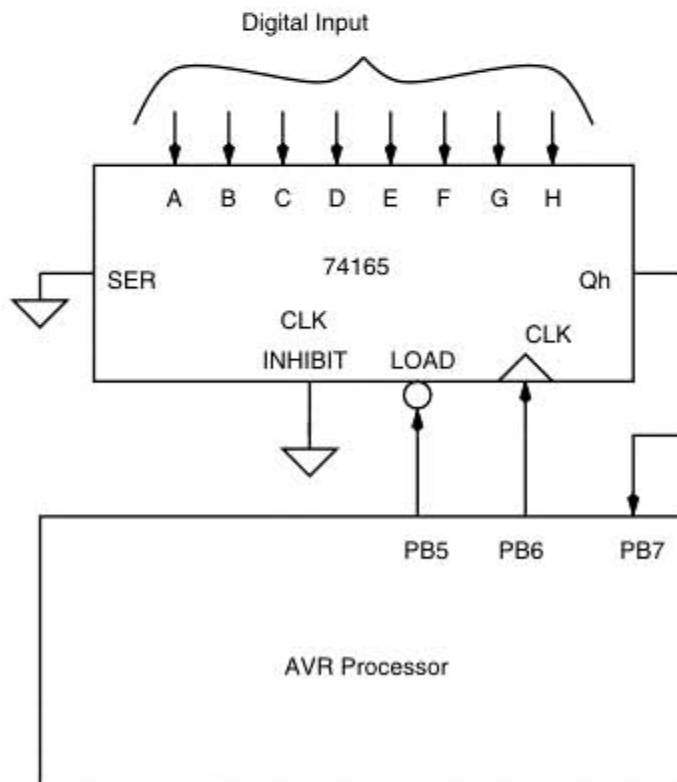 Digital Input
A B C D E F G H
74165
SER Qh
CLK
CLK
INHIBIT LOAD
PB5 PB6 PB7
AVR Processor